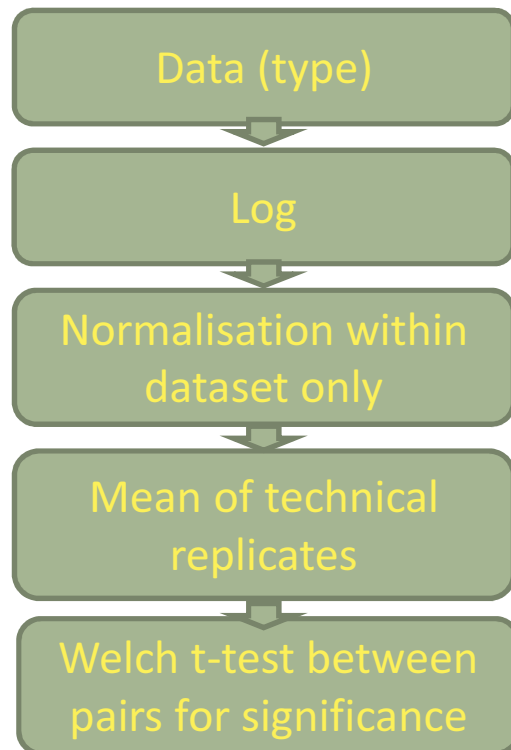 Data (type)
Log
Normalisation within
dataset only
Mean of technical
replicates
Welch t-test between
pairs for significance